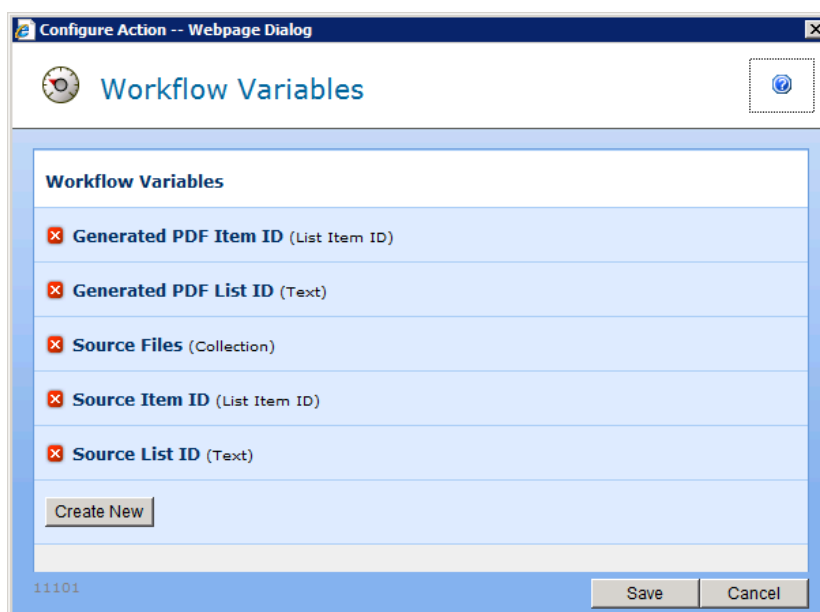 Configure Action -- Webpage Dialog
Workflow Variables
Workflow Variables
Generated PDF Item ID (List Item ID)
Generated PDF List ID (Text)
Source Files (Collection)
Source Item ID (List Item ID)
Source List ID (Text)
Create New
11101
Save Cancel